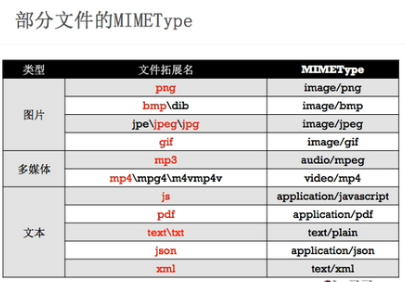 部分文件的MIMEType
类型 文件拓展名 MIMEType
图片 png image/png
bmp\dib image/bmp
jpe\jpeg\jpg image/jpeg
gif image/gif
多媒体 mp3 audio/mpeg
mp4\mpg4\m4vmp4v video/mp4
文本 js application/javascript
pdf application/pdf
text\txt text/plain
json application/json
xml text/xml